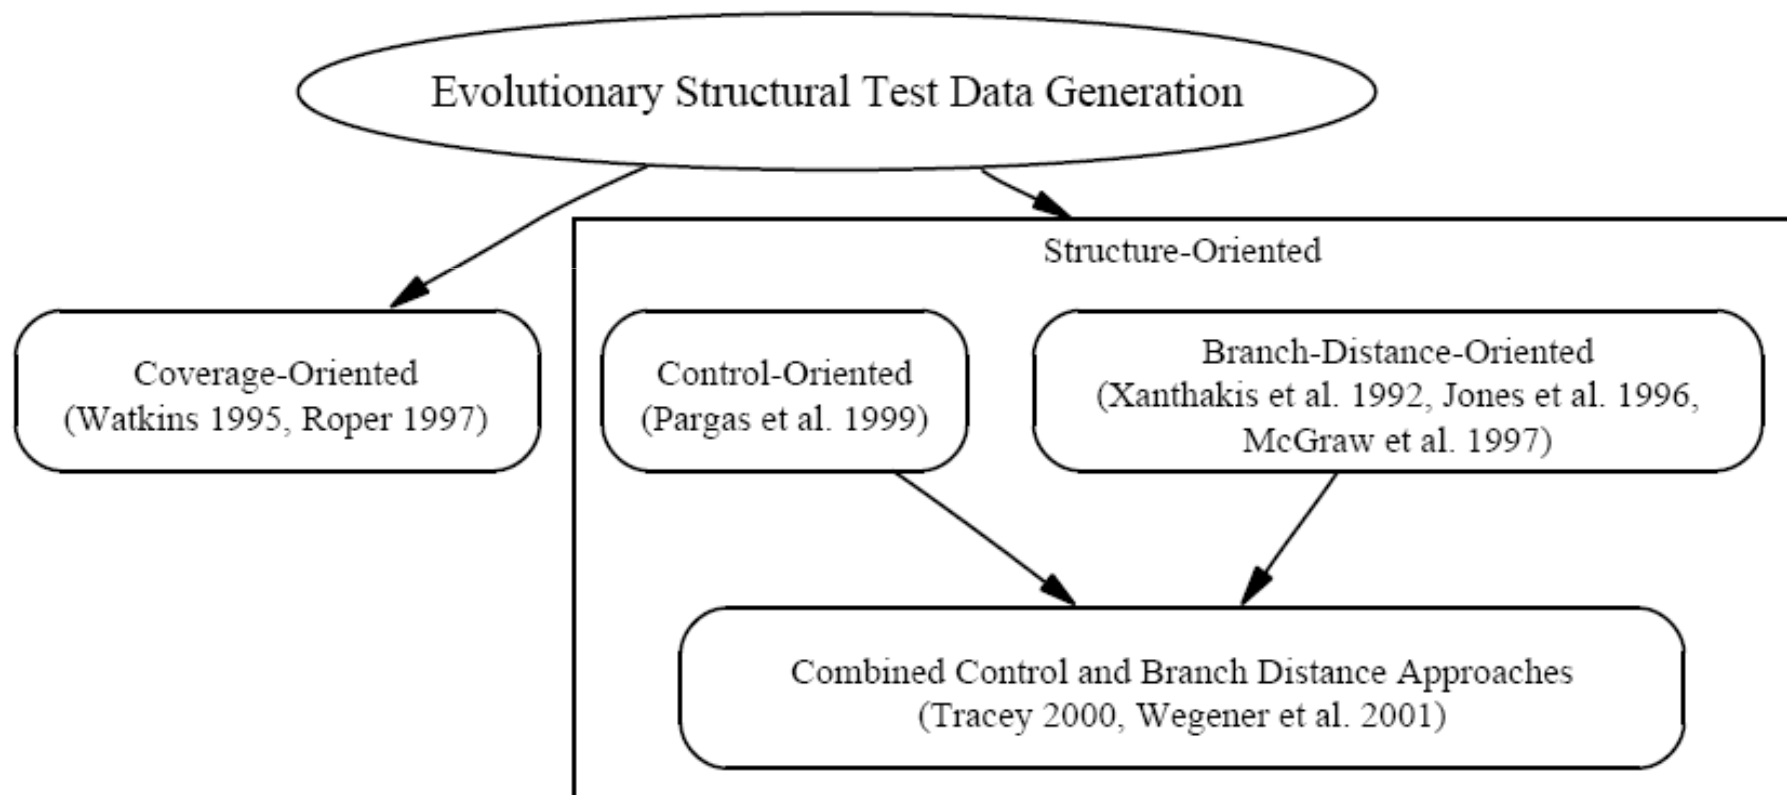 Evolutionary Structural Test Data Generation
Structure-Oriented
Coverage-Oriented
(Watkins 1995, Roper 1997)
Control-Oriented
(Pargas et al. 1999)
Branch-Distance-Oriented
(Xanthakis et al. 1992, Jones et al. 1996,
McGraw et al. 1997)
Combined Control and Branch Distance Approaches
(Tracey 2000, Wegener et al. 2001)